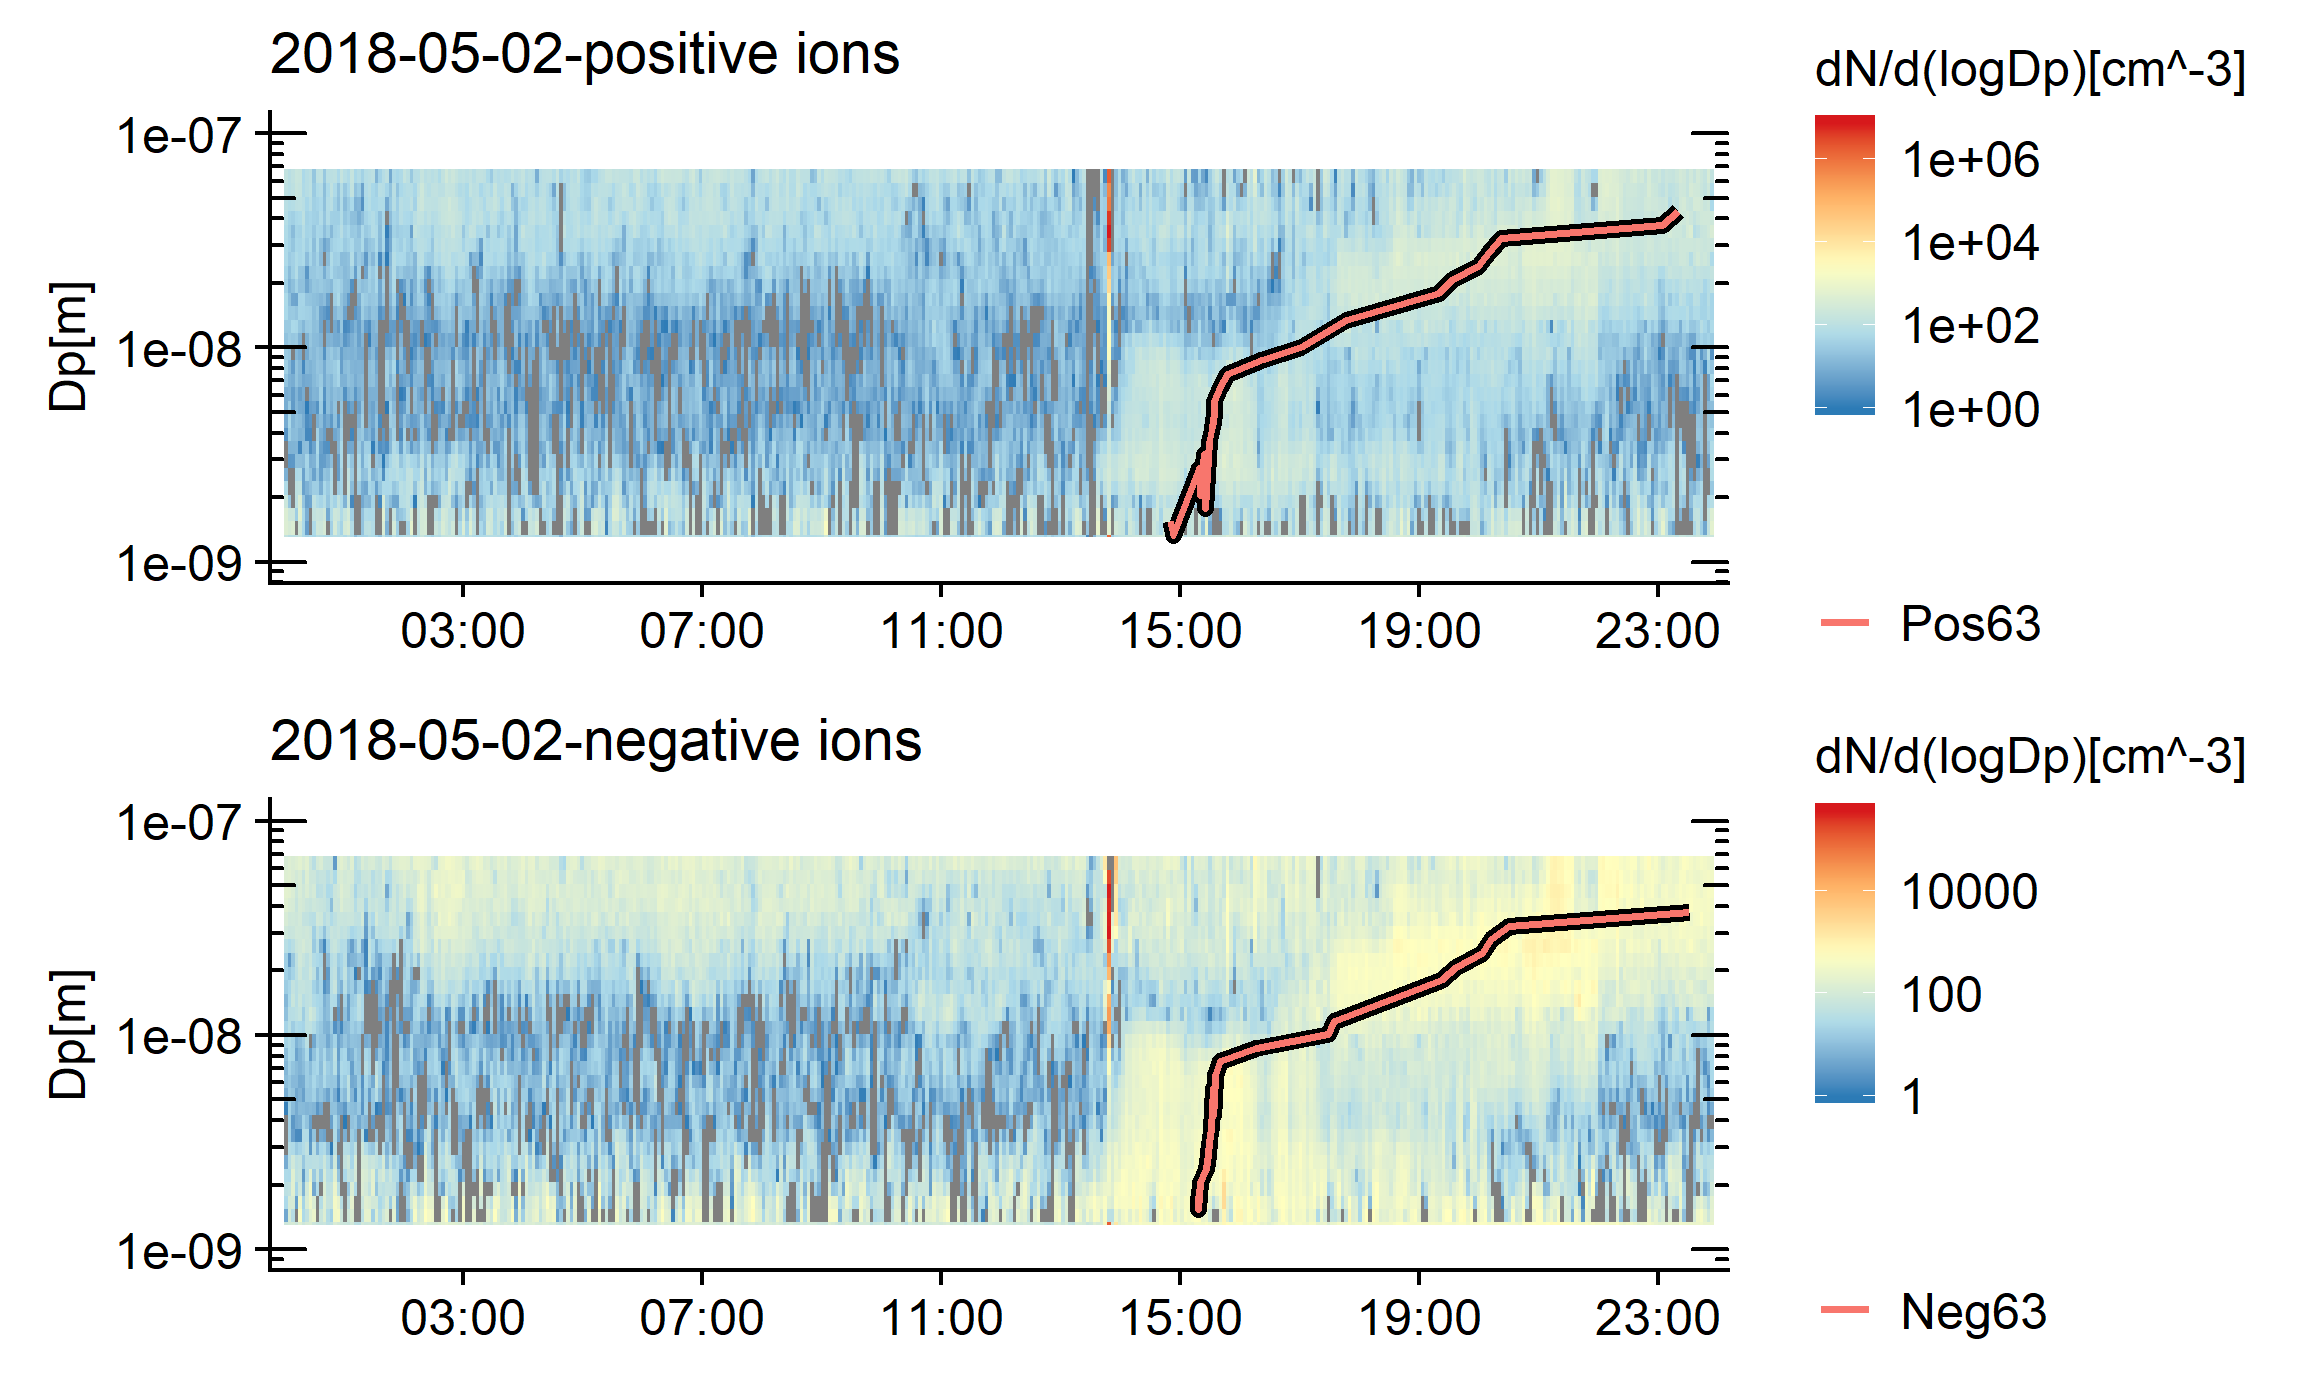 2018-05-02-positive ions
dN/d(logDp)[cm^-3]
1e-07
1e-08
1e-09
Dp[m]
1e+06
1e+04
1e+02
1e+00
03:00 07:00 11:00 15:00 19:00 23:00
Pos63
2018-05-02-negative ions
dN/d(logDp)[cm^-3]
1e-07
1e-08
1e-09
Dp[m]
10000
100
1
03:00 07:00 11:00 15:00 19:00 23:00
Neg63